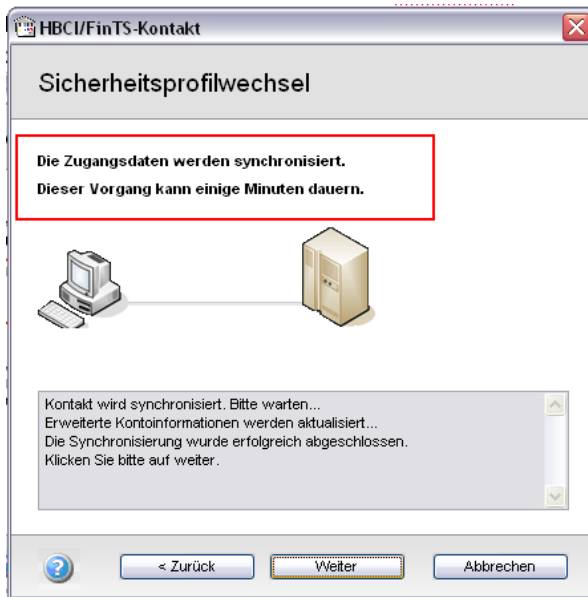 HBCI/FinTS-Kontakt
Sicherheitsprofilwechsel
Die Zugangsdaten werden synchronisiert.
Dieser Vorgang kann einige Minuten dauern.
Kontakt wird synchronisiert. Bitte warten...
Erweiterte Kontoinformationen werden aktualisiert...
Die Synchronisierung wurde erfolgreich abgeschlossen.
Klicken Sie bitte auf weiter.
< Zurück
Weiter
Abbrechen